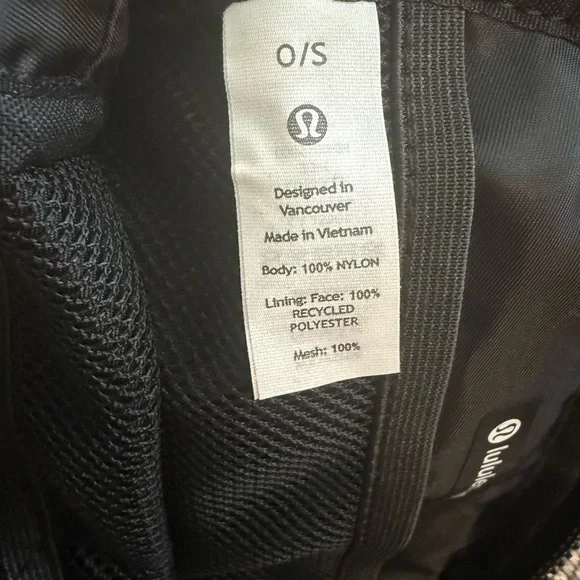 O/S
Designed in
Vancouver
Made in Vietnam
Body: 100% NYLON
Lining: Face: 100%
RECYCLED
POLYESTER
Mesh: 100%
lulule